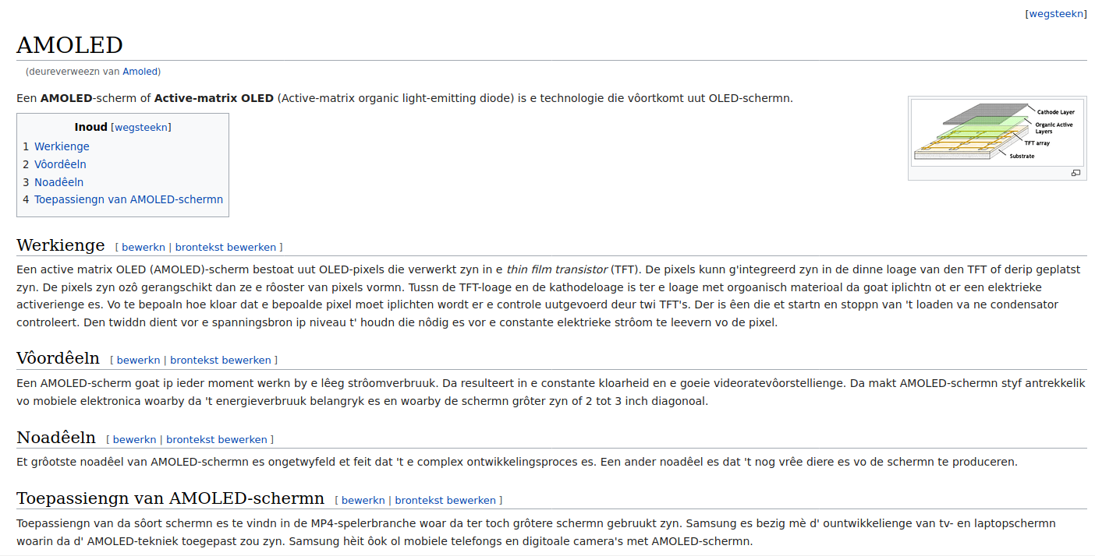 [wegsteekn]
AMOLED
(deureverweezn van Amoled)
Een AMOLED-scherm of Active-matrix OLED (Active-matrix organic light-emitting diode) is e technologie die vôortkomt uut OLED-schermn.
Cathode Layer
Organic Active
Layers
TFT array
Substrate
Inoud [wegsteekn]
1 Werkienge
2 Vôordêeln
3 Noadêeln
4 Toepassiengn van AMOLED-schermn
Werkienge [ bewerkn | brontekst bewerken ]
Een active matrix OLED (AMOLED)-scherm bestoat uut OLED-pixels die verwerkt zyn in e thin film transistor (TFT). De pixels kunn g'integreerd zyn in de dinne loage van den TFT of derip geplatst
zyn. De pixels zyn ozô gerangschikt dan ze e rôoster van pixels vormn. Tussn de TFT-loage en de kathodeloage is ter e loage met orgoanisch materioal da goat iplichtn ot er een elektrieke
activerienge es. Vo te bepoaln hoe kloar dat e bepoalde pixel moet iplichten wordt er e controle uutgevoerd deur twi TFT's. Der is êen die et startn en stoppn van 't loaden va ne condensator
controleert. Den twiddn dient vor e spanningsbron ip niveau t' houdn die nôdig es vor e constante elektrieke strôom te leevern vo de pixel.
Vôordêeln [ bewerkn | brontekst bewerken ]
Een AMOLED-scherm goat ip ieder moment werkn by e lêeg strôomverbruuk. Da resulteert in e constante kloarheid en e goeie videoratevôorstellienge. Da makt AMOLED-schermn styf antrekkelik
vo mobiele elektronica woarby da 't energieverbruuk belangryk es en woarby de schermn grôter zyn of 2 tot 3 inch diagonoal.
Noadêeln [ bewerkn | brontekst bewerken ]
Et grôotste noadêel van AMOLED-schermn es ongetwyfeld et feit dat 't e complex ontwikkelingsproces es. Een ander noadêel es dat 't nog vrêe diere es vo de schermn te produceren.
Toepassiengn van AMOLED-schermn [ bewerkn | brontekst bewerken ]
Toepassiengn van da sôort schermn es te vindn in de MP4-spelerbranche woar da ter toch grôtere schermn gebruukt zyn. Samsung es bezig mè d' ountwikkelienge van tv- en laptopschermn
woarin da d' AMOLED-tekniek toegepast zou zyn. Samsung hèit ôok ol mobiele telefongs en digitoale camera's met AMOLED-schermn.